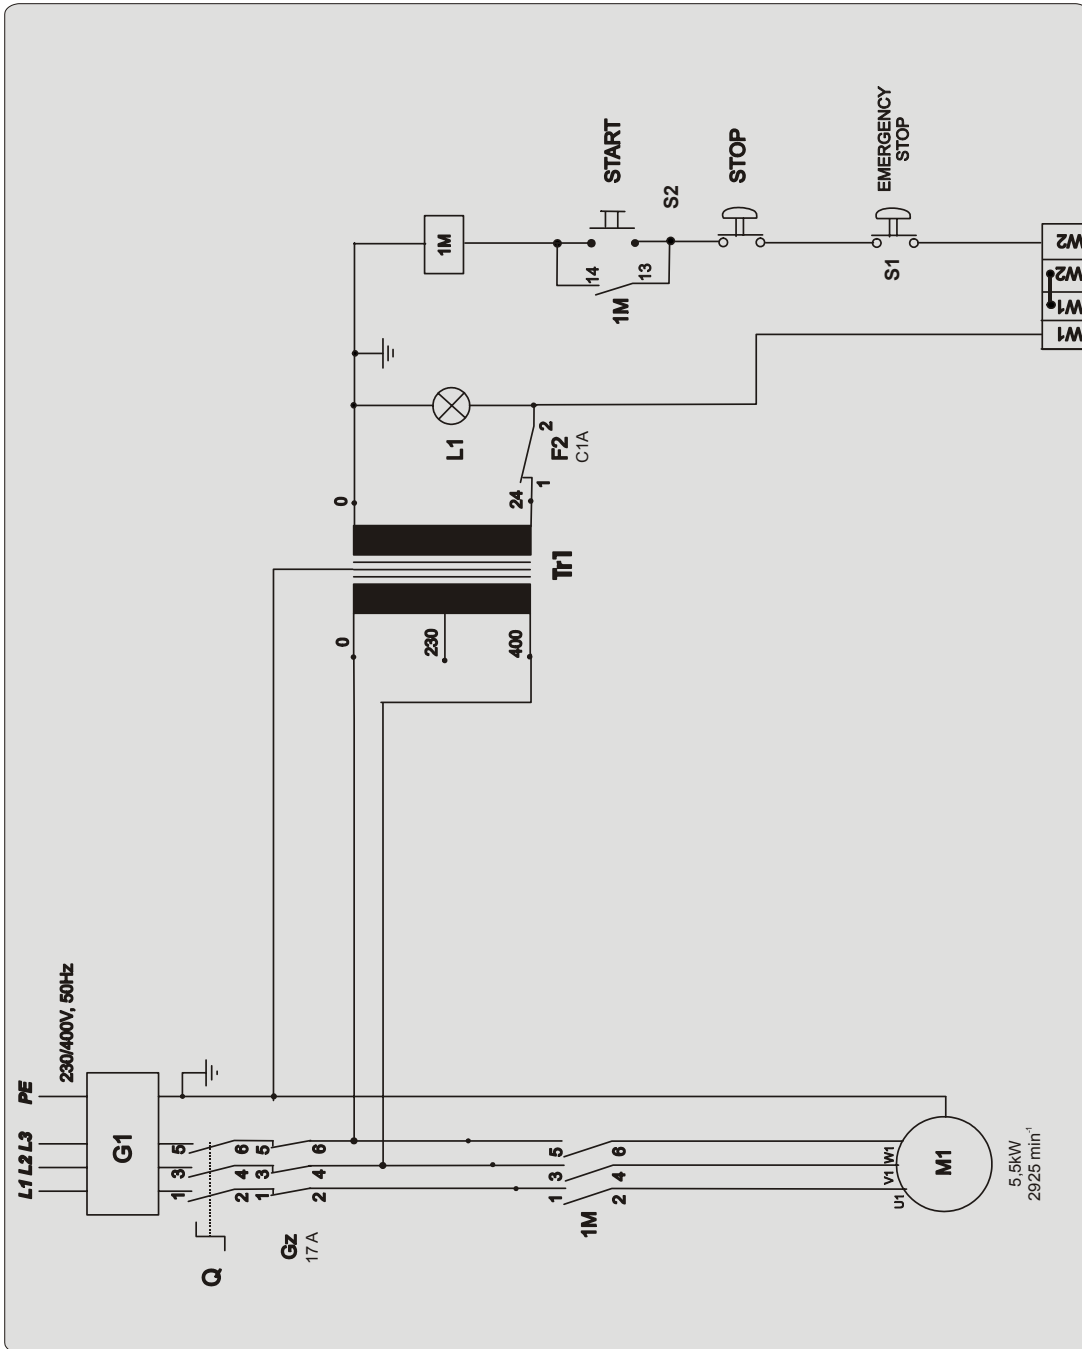 230/400V, 50Hz
PE
L1 L2 L3
G1
5
3
1
6
4
2
5
3
1
6
4
2
Q
Gz
17 A
5
3
1
6
4
2
1M
W1
V1
U1
M1
5,5kW
2925 min⁻¹
0
230
400
Tr1
0
24
1
2
F2
C1A
L1
1M
14
13
1M
START
S2
STOP
EMERGENCY
STOP
S1
W2
W2
W1
W1